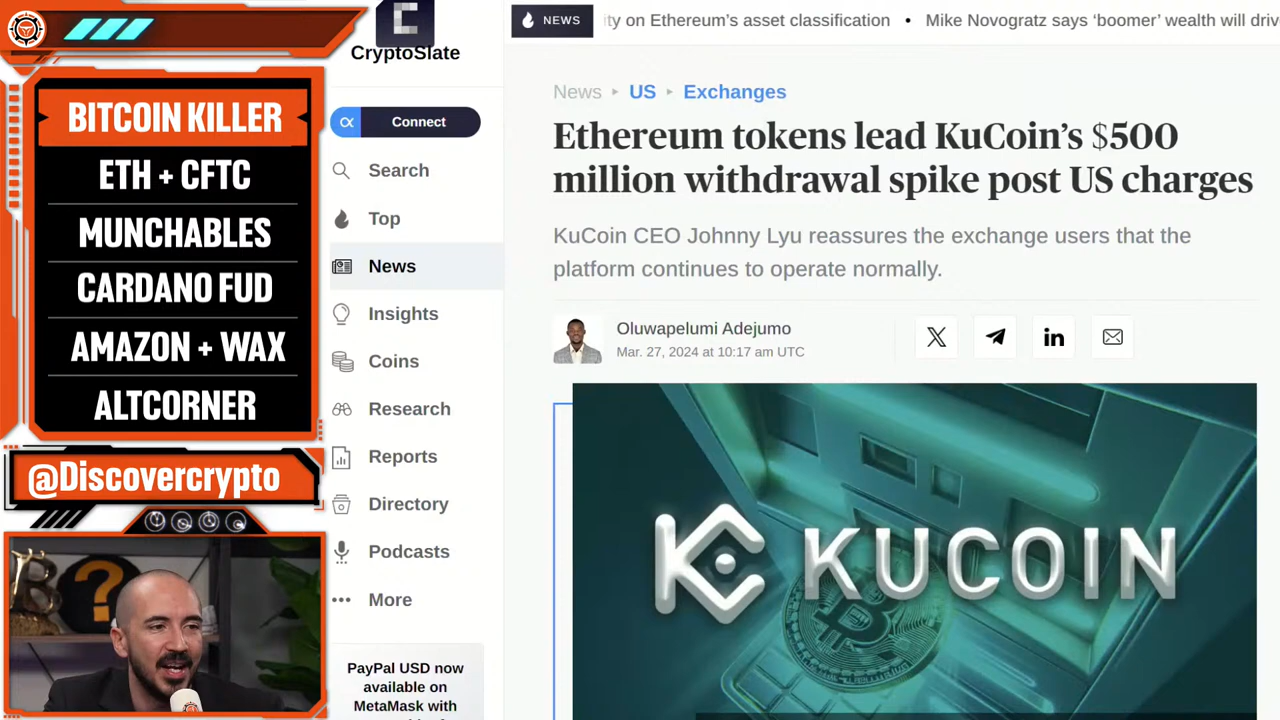 BITCOIN KILLER
ETH + CFTC
MUNCHABLES
CARDANO FUD
AMAZON + WAX
ALTCORNER
@Discovercrypto
CryptoSlate
Connect
Search
Top
News
Insights
Coins
Research
Reports
Directory
Podcasts
More
PayPal USD now
available on
MetaMask with
NEWS
ity on Ethereum’s asset classification • Mike Novogratz says ‘boomer’ wealth will driv
News ▸ US ▸ Exchanges
Ethereum tokens lead KuCoin’s $500
million withdrawal spike post US charges
KuCoin CEO Johnny Lyu reassures the exchange users that the
platform continues to operate normally.
Oluwapelumi Adejumo
Mar. 27, 2024 at 10:17 am UTC
KUCOIN